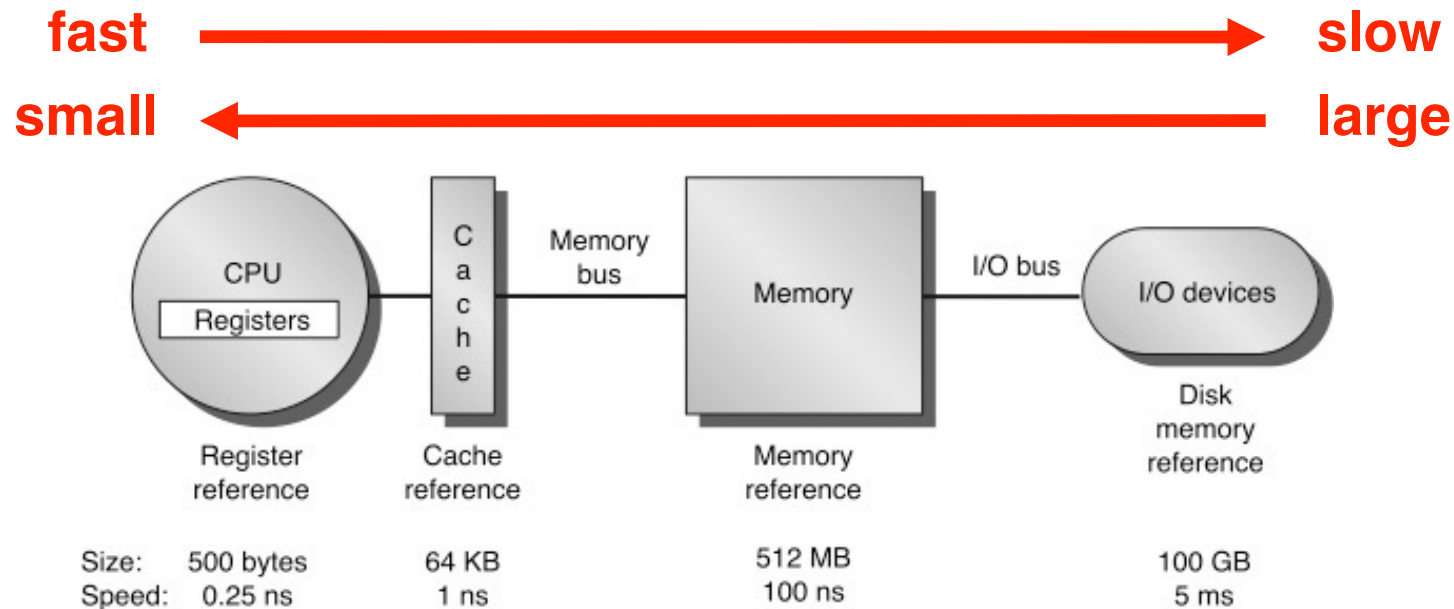 fast slow
small large
CPU
Registers
Cache
Memory
bus
Memory
I/O bus
I/O devices
Register
reference
Cache
reference
Memory
reference
Disk
memory
reference
Size: 500 bytes 64 KB 512 MB 100 GB
Speed: 0.25 ns 1 ns 100 ns 5 ms